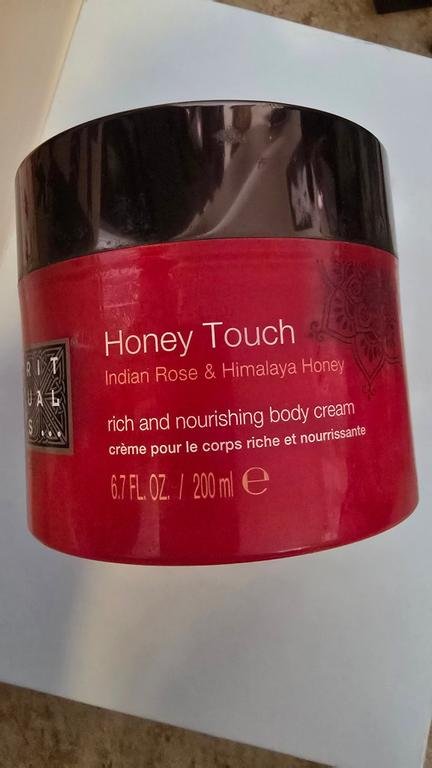 RIT
UAL
S...
Honey Touch
Indian Rose & Himalaya Honey
rich and nourishing body cream
crème pour le corps riche et nourrissante
6.7 FL. OZ. / 200 ml e